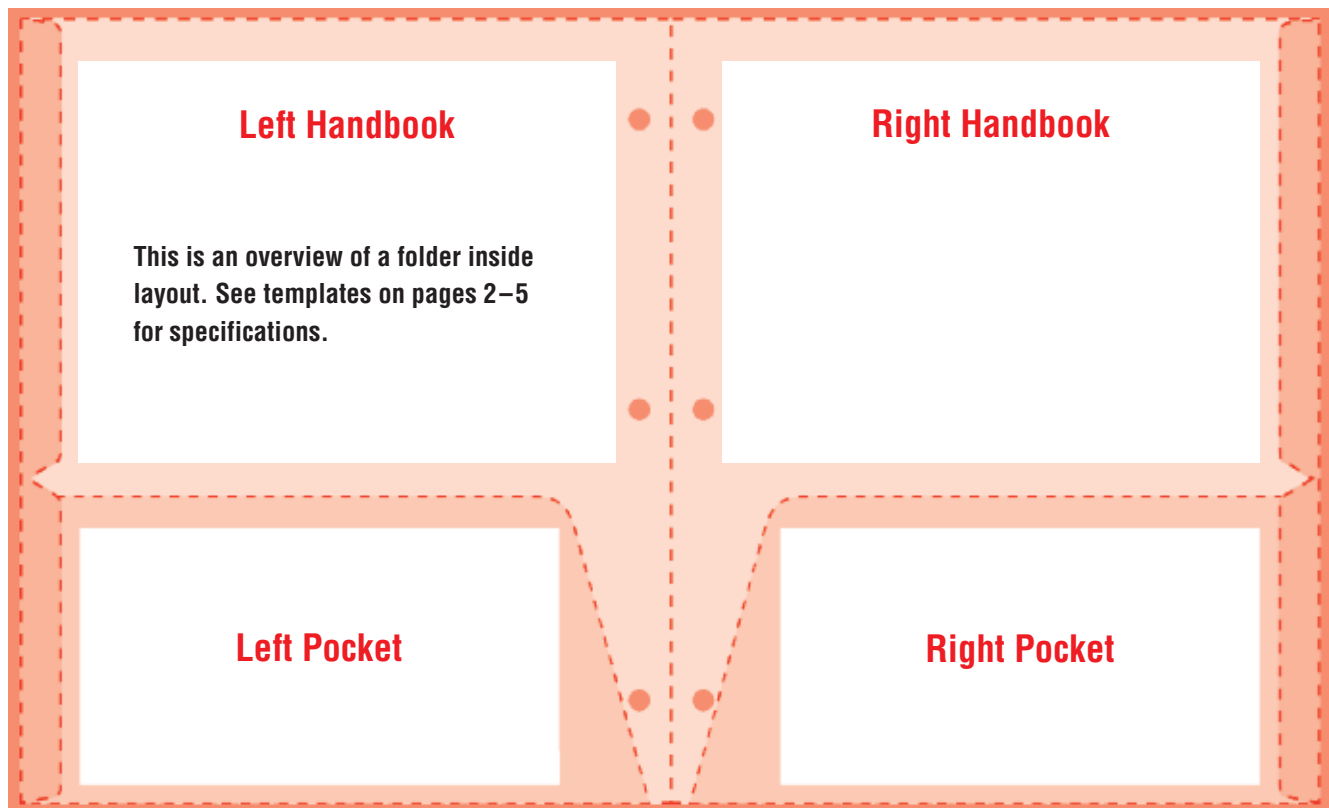 Left Handbook
Right Handbook
This is an overview of a folder inside
layout. See templates on pages 2–5
for specifications.
Left Pocket
Right Pocket